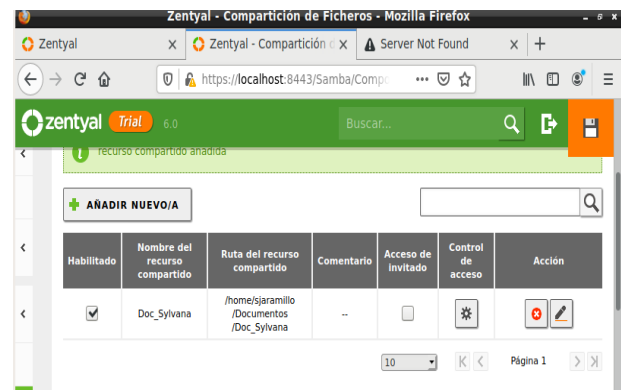 Zentyal - Compartición de Ficheros - Mozilla Firefox
Zentyal
Zentyal - Compartición d
Server Not Found
https://localhost:8443/Samba/Compo
zentyal Trial 6.0
Buscar...
recurso compartido añadida
AÑADIR NUEVO/A
Habilitado
Nombre del
recurso
compartido
Ruta del recurso
compartido
Comentario
Acceso de
invitado
Control
de
acceso
Acción
Doc_Sylvana
/home/sjaramillo
/Documentos
/Doc_Sylvana
--
10
Página 1